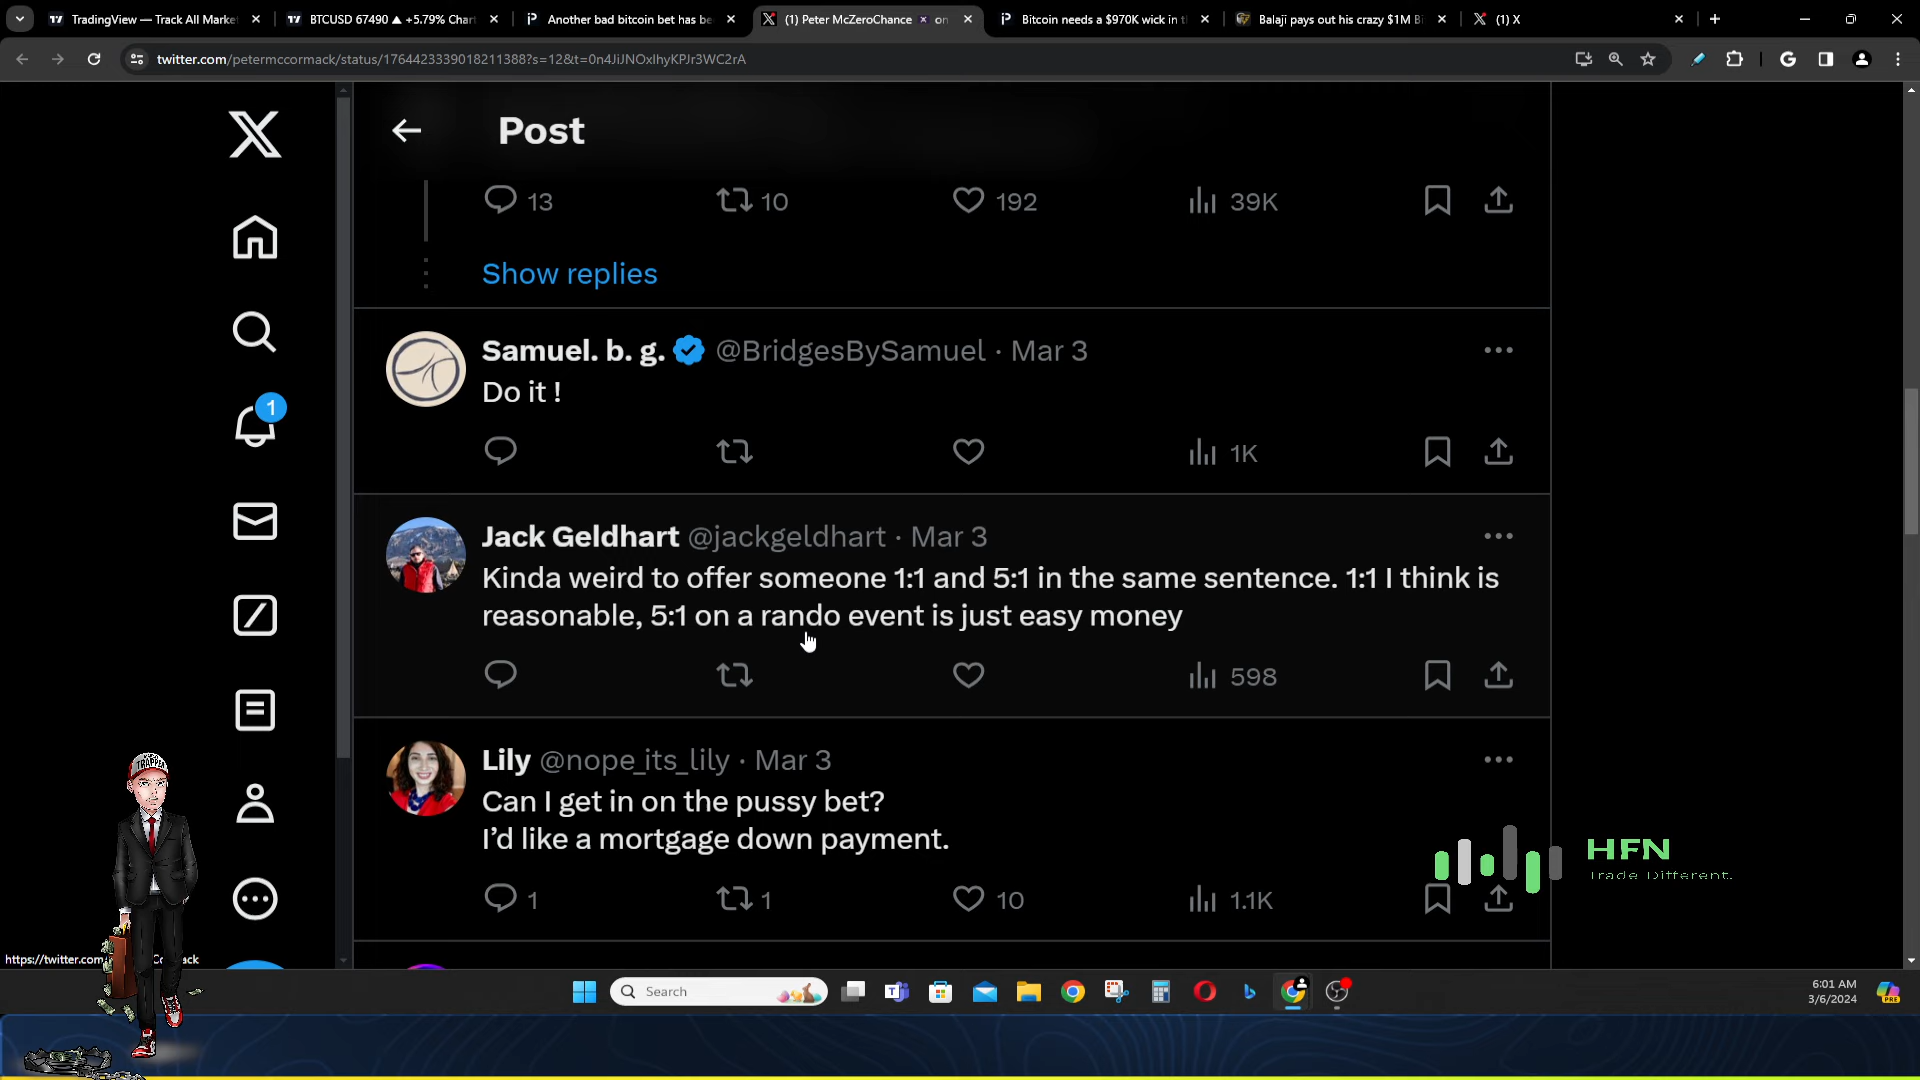 TradingView — Track All Marke
BTCUSD 67490 ▲ +5.79% Char
Another bad bitcoin bet has be
(1) Peter McZeroChance
on
Bitcoin needs a $970K wick in t
Balaji pays out his crazy $1M B
(1) X
twitter.com/petermccormack/status/1764423339018211388?s=12&t=0n4JiJNOxIhyKPJr3WC2rA
Post
13 10 192 39K
Show replies
Samuel. b. g. @BridgesBySamuel · Mar 3
Do it !
1K
1
Jack Geldhart @jackgeldhart · Mar 3
Kinda weird to offer someone 1:1 and 5:1 in the same sentence. 1:1 I think is
reasonable, 5:1 on a rando event is just easy money
598
Lily @nope_its_lily · Mar 3
Can I get in on the pussy bet?
I'd like a mortgage down payment.
1 1 10 1.1K
HFN
Trade Different.
TRAPPER
https://twitter.com
ck
Search
6:01 AM
3/6/2024
PRE